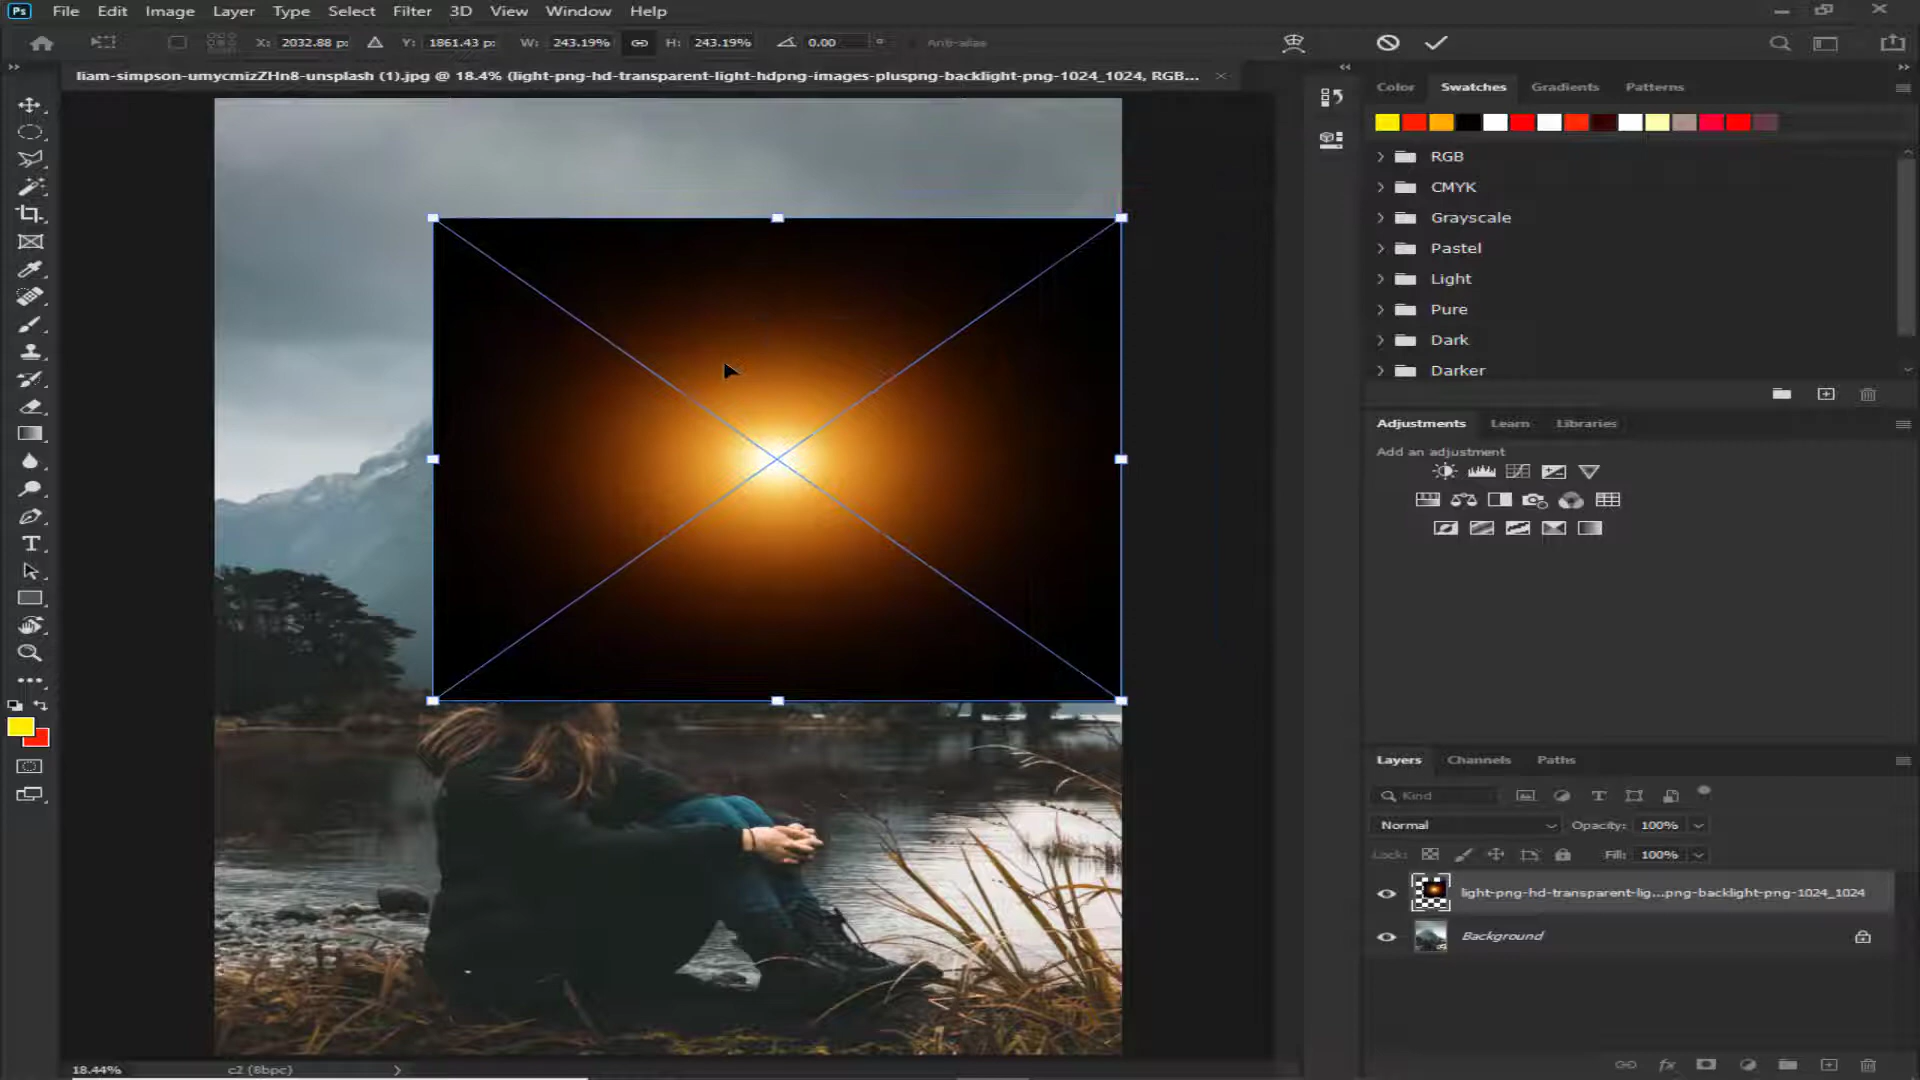 Ps File Edit Image Layer Type Select Filter 3D View Window Help
X: 2032.88 p: Y: 1861.43 p: W: 243.19% H: 243.19% 0.00 ° Anti-alias
liam-simpson-umycmizZHn8-unsplash (1).jpg @ 18.4% (light-png-hd-transparent-light-hdpng-images-pluspng-backlight-png-1024_1024, RGB...
Color Swatches Gradients Patterns
RGB
CMYK
Grayscale
Pastel
Light
Pure
Dark
Darker
Adjustments Learn Libraries
Add an adjustment
Layers Channels Paths
Kind
Normal Opacity: 100%
Lock: Fill: 100%
light-png-hd-transparent-lig...png-backlight-png-1024_1024
Background
18.44% c2 (8bpc)